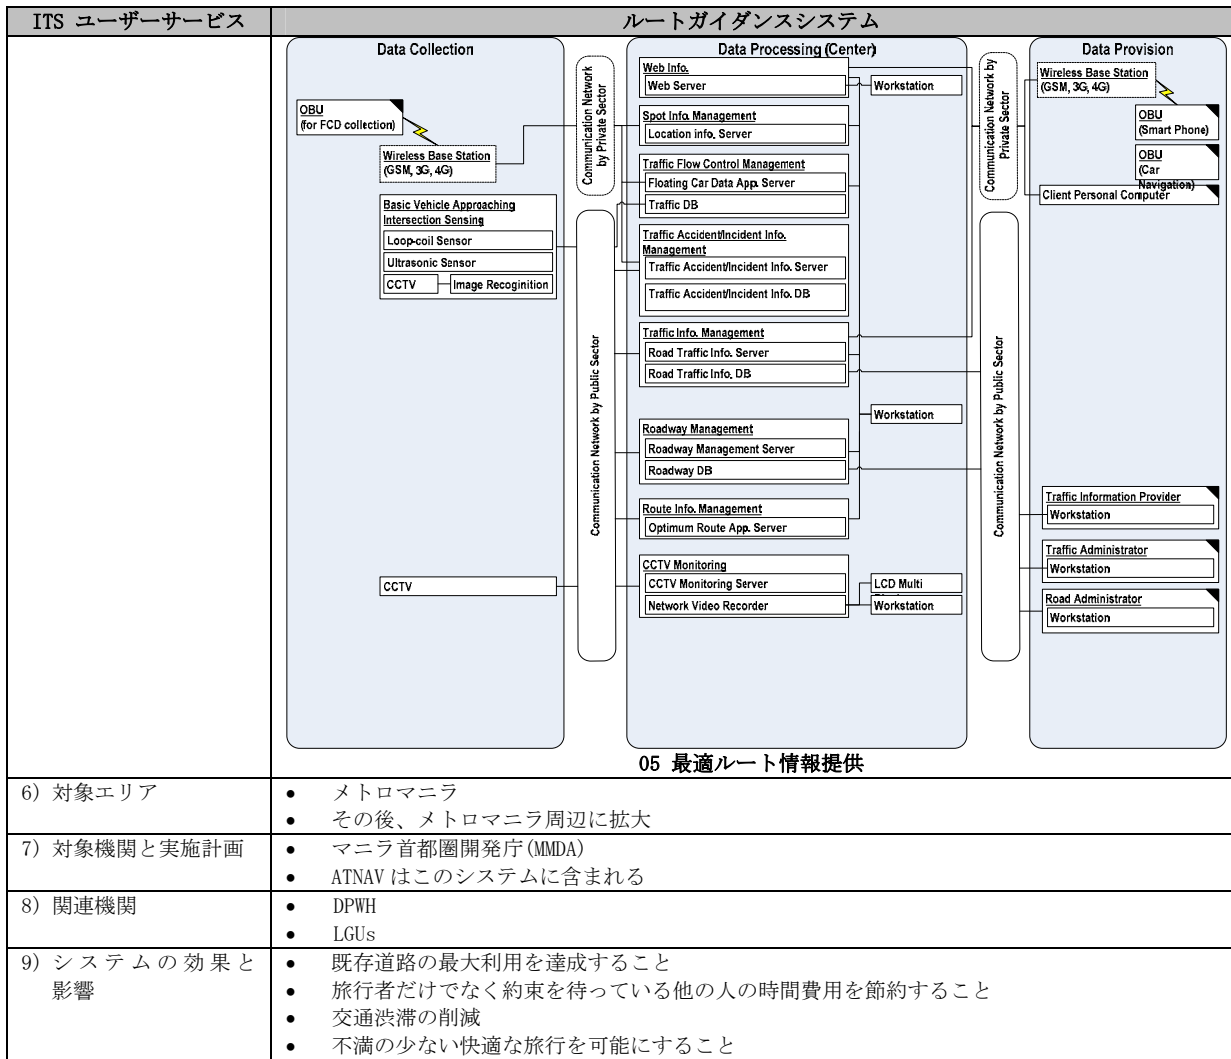 ITS ユーザーサービス
ルートガイダンスシステム
Data Collection
OBU
(for FCD collection)
Wireless Base Station
(GSM, 3G, 4G)
Basic Vehicle Approaching
Intersection Sensing
Loop-coil Sensor
Ultrasonic Sensor
CCTV
Image Recoginition
CCTV
Communication Network
by Private Sector
Communication Network by Public Sector
Data Processing (Center)
Web Info.
Web Server
Workstation
Spot Info. Management
Location info. Server
Traffic Flow Control Management
Floating Car Data App. Server
Traffic DB
Traffic Accident/Incident Info.
Management
Traffic Accident/Incident Info. Server
Traffic Accident/Incident Info. DB
Traffic Info. Management
Road Traffic Info. Server
Road Traffic Info. DB
Workstation
Roadway Management
Roadway Management Server
Roadway DB
Route Info. Management
Optimum Route App. Server
CCTV Monitoring
CCTV Monitoring Server
Network Video Recorder
LCD Multi
Workstation
Communication Network by
Private Sector
Communication Network by Public Sector
Data Provision
Wireless Base Station
(GSM, 3G, 4G)
OBU
(Smart Phone)
OBU
(Car
Navigation)
Client Personal Computer
Traffic Information Provider
Workstation
Traffic Administrator
Workstation
Road Administrator
Workstation
05 最適ルート情報提供
6) 対象エリア
• メトロマニラ
• その後、メトロマニラ周辺に拡大
7) 対象機関と実施計画
• マニラ首都圏開発庁(MMDA)
• ATNAV はこのシステムに含まれる
8) 関連機関
• DPWH
• LGUs
9) システムの効果と
影響
• 既存道路の最大利用を達成すること
• 旅行者だけでなく約束を待っている他の人の時間費用を節約すること
• 交通渋滞の削減
• 不満の少ない快適な旅行を可能にすること